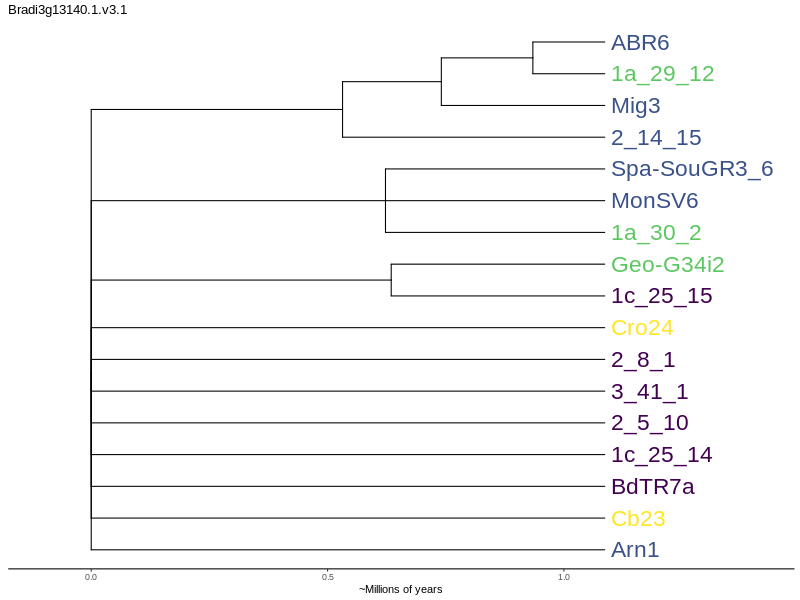 Bradi3g13140.1.v3.1
ABR6
1a_29_12
Mig3
2_14_15
Spa-SouGR3_6
MonSV6
1a_30_2
Geo-G34i2
1c_25_15
Cro24
2_8_1
3_41_1
2_5_10
1c_25_14
BdTR7a
Cb23
Arn1
0.0 0.5 1.0
~Millions of years